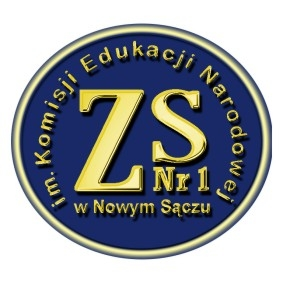 im. Komisji Edukacji Narodowej
ZS
Nr 1
w Nowym Sączu